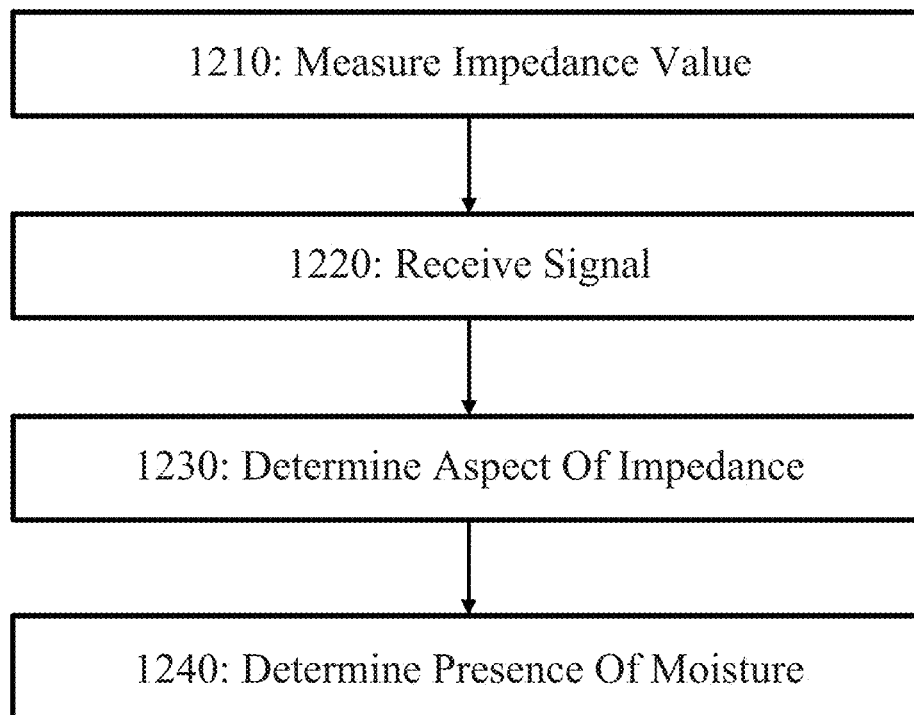 1210: Measure Impedance Value
1220: Receive Signal
1230: Determine Aspect Of Impedance
1240: Determine Presence Of Moisture